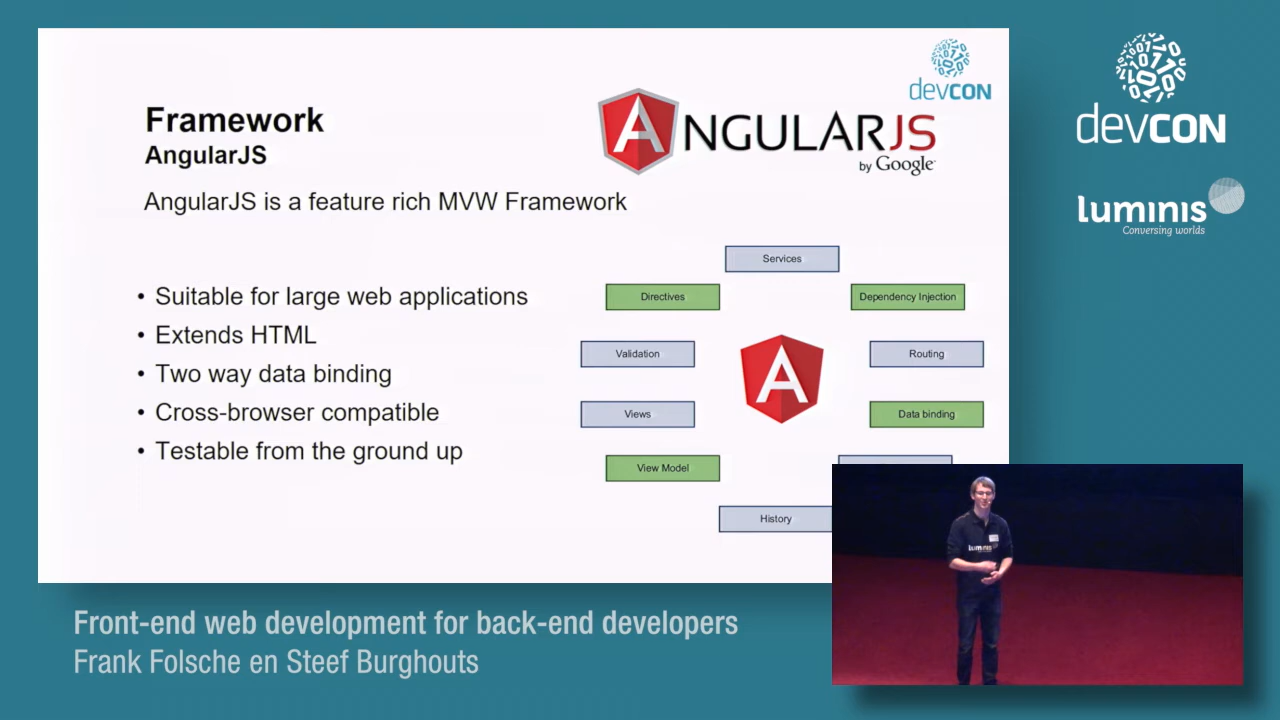 devcon
Framework
AngularJS
ANGULARJS
by Google
AngularJS is a feature rich MVW Framework
• Suitable for large web applications
• Extends HTML
• Two way data binding
• Cross-browser compatible
• Testable from the ground up
Services
Directives
Dependency Injection
Validation
Routing
A
Views
Data binding
View Model
History
devcon
luminis
Conversing worlds
luminis
Front-end web development for back-end developers
Frank Folsche en Steef Burghouts